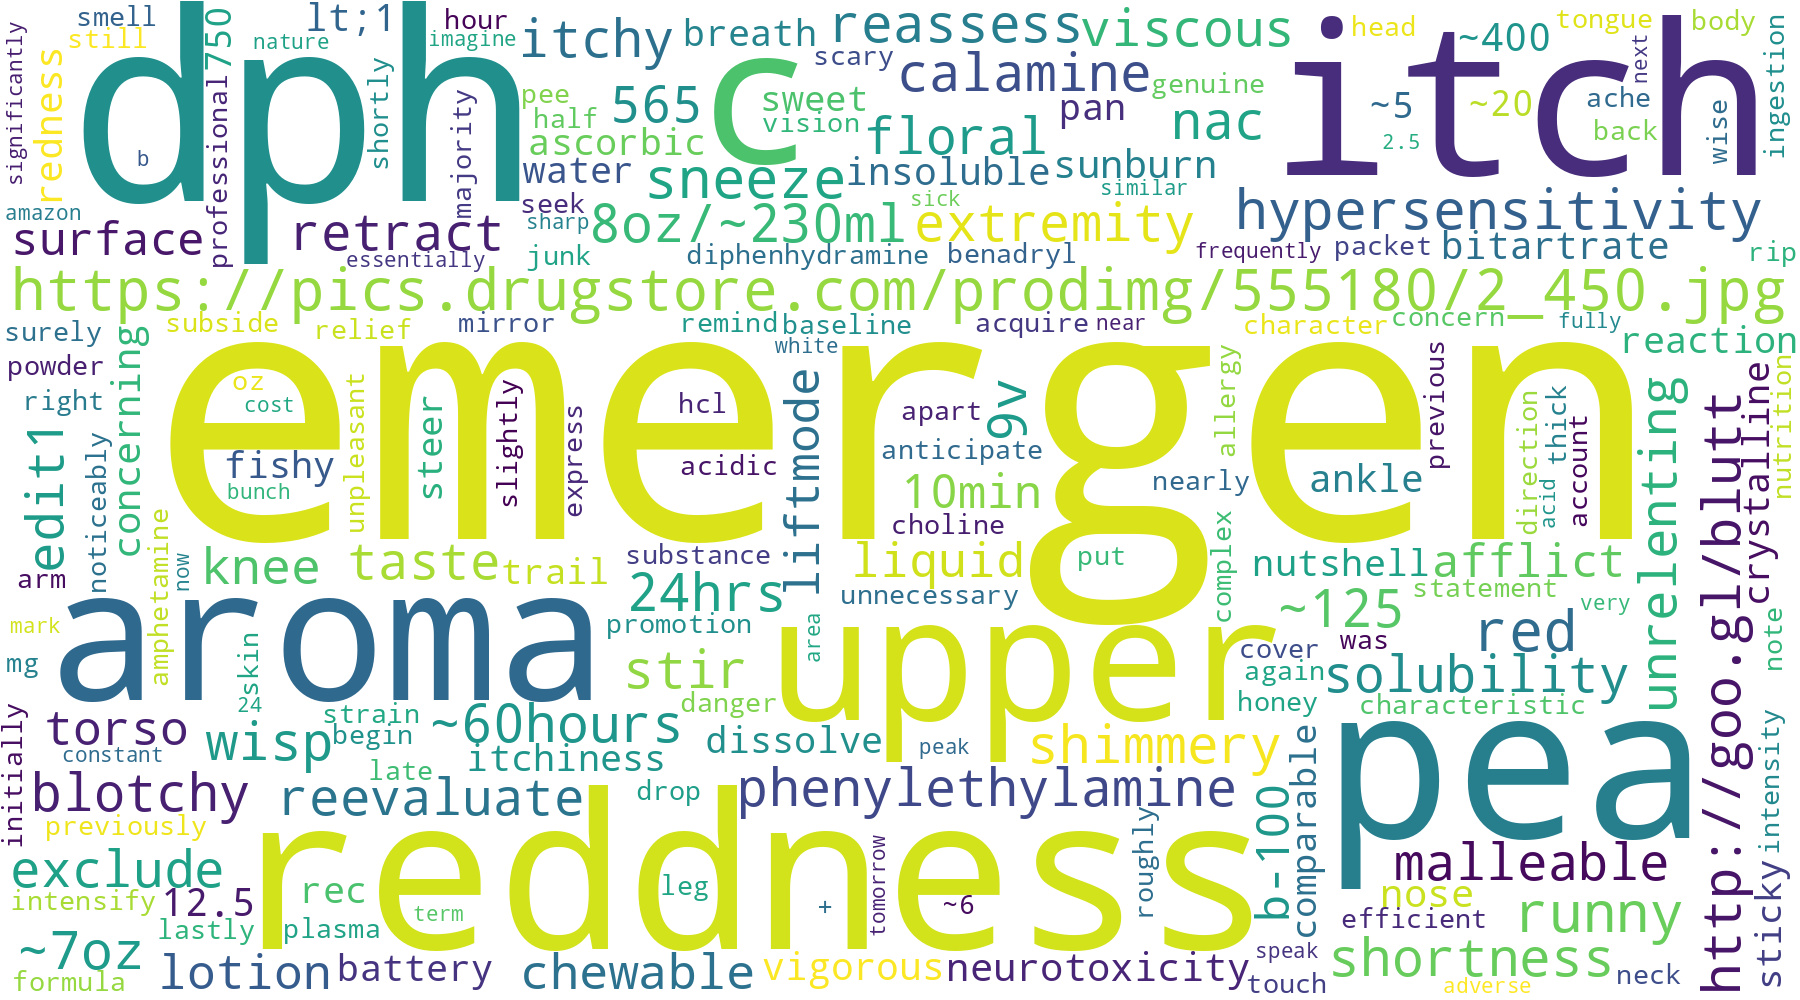 smell
lt;1
hour
itchy
breath
reassess
viscous
head
~400
tongue
body
significantly
still
redness
dph
750
nature
imagine
scary
c
calamine
genuine
itch
next
ingestion
professional
shortly
majority
pee
half
565
sweet
vision
pan
nac
~5
~20
2.5
ache
back
wise
b
ascorbic
floral
water
sneeze
insoluble
sunburn
similar
amazon
surface
retract
essentially
seek
sharp
8oz/~230ml
sick
extremity
hypersensitivity
junk
diphenhydramine
benadryl
frequently
packet
bitartrate
rip
https://pics.drugstore.com/prodimg/555180/2_450.jpg
surely
subside
relief
mirror
remind
baseline
acquire
near
character
concern
fully
powder
concerning
white
reaction
right
oz
cost
emergen
hcl
apart
9v
allergy
previous
nutrition
edit1
noticeably
fishy
bunch
unpleasant
steer
slightly
express
acidic
liftmode
anticipate
10min
nearly
ankle
direction
thick
acid
account
unrelenting
crystalline
http://goo.gl/blutt
choline
arm
amphetamine
now
knee
taste
trail
substance
24hrs
liquid
put
complex
nutshell
afflict
unnecessary
statement
very
mark
mg
aroma
skin
24
promotion
area
stir
upper
~125
was
red
note
cover
again
honey
solubility
characteristic
danger
initially
torso
constant
wisp
strain
begin
~60hours
itchiness
dissolve
peak
shimmery
pea
intensity
blotchy
previously
late
reevaluate
drop
phenylethylamine
roughly
b-100
comparable
malleable
exclude
intensify
12.5
rec
reddness
leg
term
+
tomorrow
~6
nose
efficient
runny
sticky
~7oz
formula
lastly
plasma
lotion
battery
chewable
vigorous
neurotoxicity
speak
touch
shortness
adverse
neck